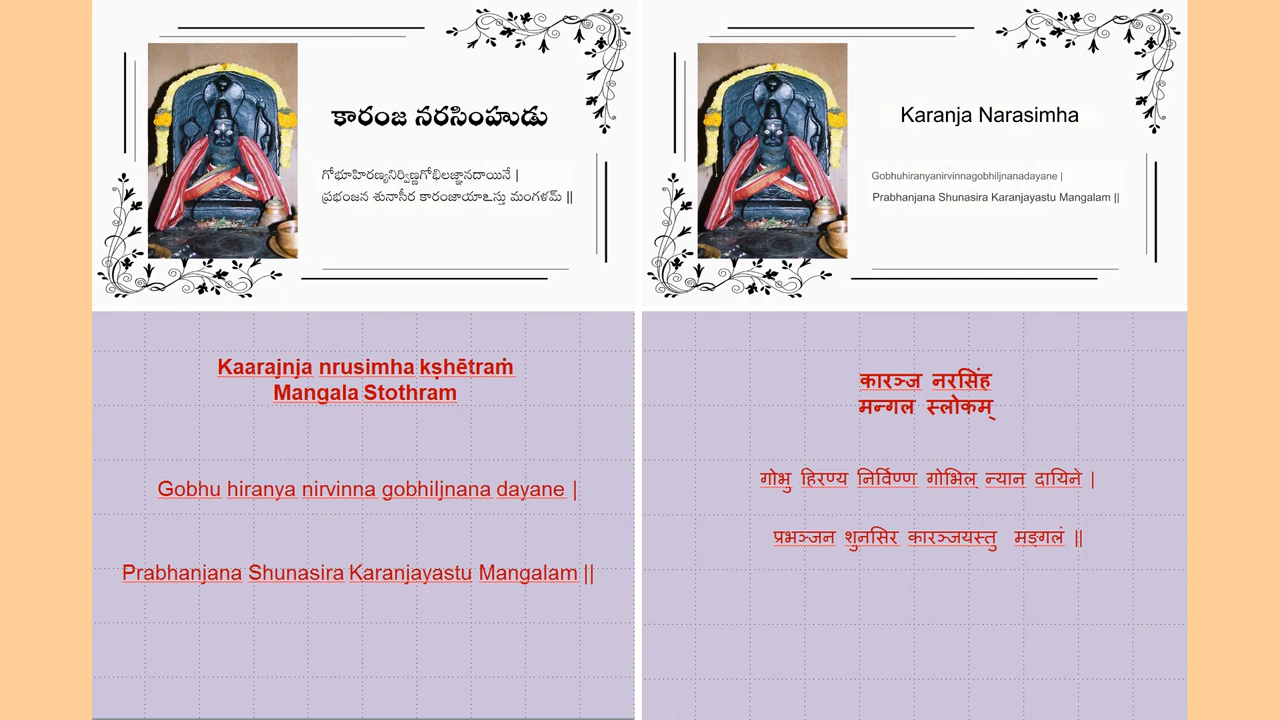 కారంజ నరసింహుడు
గోభూహిరణ్యనిర్విణ్ణగోభిలజ్ఞానదాయినే |
ప్రభంజన శునాసీర కారంజాయాఽస్తు మంగళమ్ ||
Karanja Narasimha
Gobhuhiranyanirvinnagobhiljnanadayane |
Prabhanjana Shunasira Karanjayastu Mangalam ||
Kaarajnja nrusimha kṣhētraṁ
Mangala Stothram
Gobhu hiranya nirvinna gobhiljnana dayane |
Prabhanjana Shunasira Karanjayastu Mangalam ||
कारञ्ज नरसिंह
मन्गल स्लोकम्
गोभु हिरण्य निर्विण्ण गोभिल् न्यान दायिने |
प्रभञ्जन शुनसिर कारञ्जयस्तु मङ्गलं ||